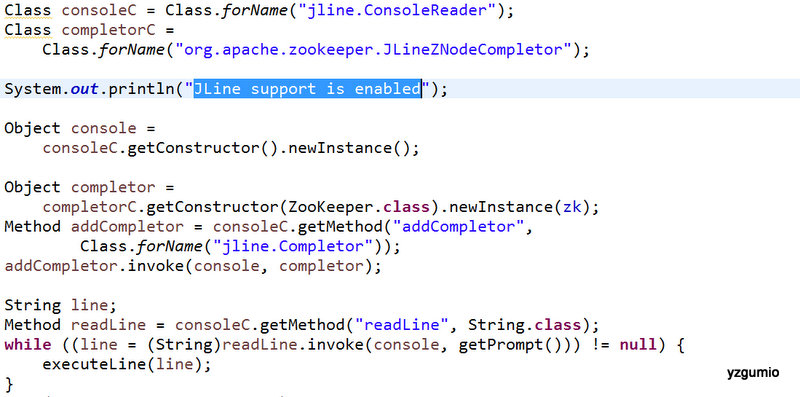 Class consoleC = Class.forName("jline.ConsoleReader");
Class completorC =
    Class.forName("org.apache.zookeeper.JLineZNodeCompletor");

System.out.println("JLine support is enabled");

Object console =
    consoleC.getConstructor().newInstance();

Object completor =
    completorC.getConstructor(ZooKeeper.class).newInstance(zk);
Method addCompletor = consoleC.getMethod("addCompletor",
        Class.forName("jline.Completor"));
addCompletor.invoke(console, completor);

String line;
Method readLine = consoleC.getMethod("readLine", String.class);
while ((line = (String)readLine.invoke(console, getPrompt())) != null) {
    executeLine(line);
}
yzgumio